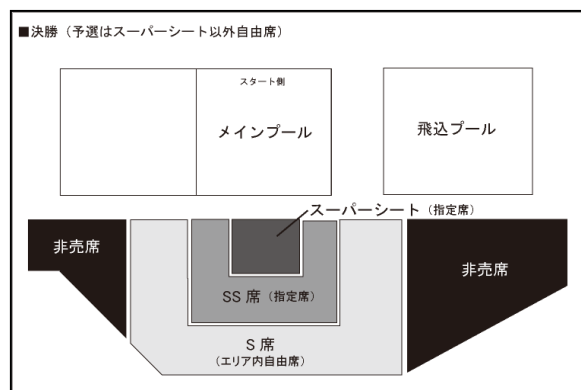 ■決勝（予選はスーパーシート以外自由席）
スタート側
メインプール
飛込プール
スーパーシート（指定席）
非売席
非売席
SS 席（指定席）
S 席
（エリア内自由席）